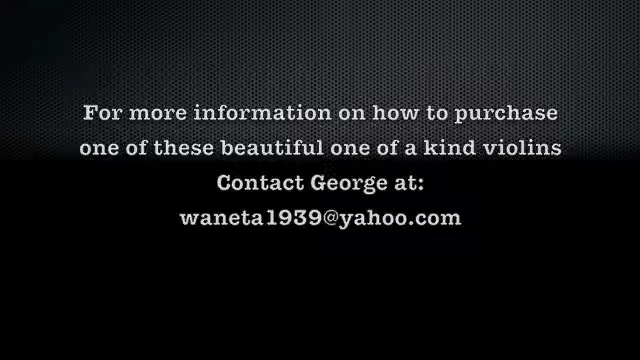 For more information on how to purchase
one of these beautiful one of a kind violins
Contact George at:
waneta1939@yahoo.com